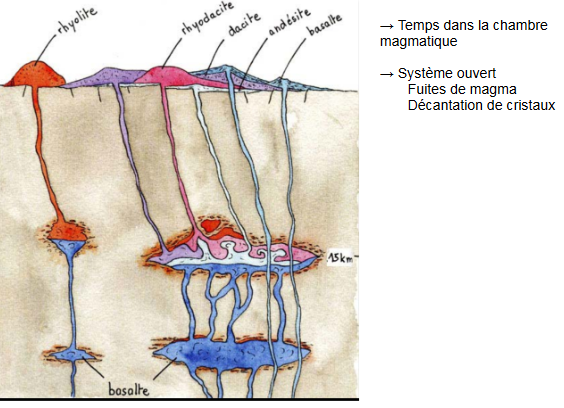 rhyolite
rhyodacite
dacite
andésite
basalte
15km
basalte
→ Temps dans la chambre
magmatique
→ Système ouvert
Fuites de magma
Décantation de cristaux